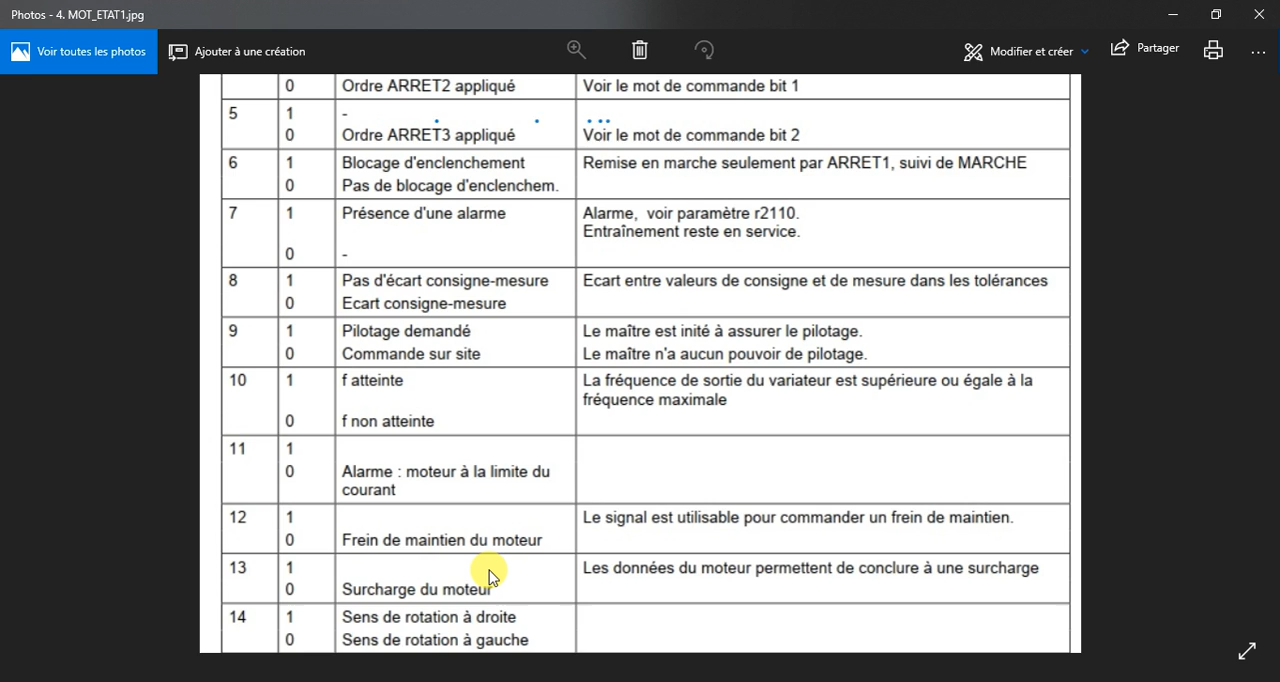 Photos - 4. MOT_ETAT1.jpg
Voir toutes les photos
Ajouter à une création
Modifier et créer
Partager
0 Ordre ARRET2 appliqué Voir le mot de commande bit 1
5 1 -
0 Ordre ARRET3 appliqué Voir le mot de commande bit 2
6 1 Blocage d'enclenchement Remise en marche seulement par ARRET1, suivi de MARCHE
0 Pas de blocage d'enclenchem.
7 1 Présence d'une alarme Alarme, voir paramètre r2110.
Entraînement reste en service.
0 -
8 1 Pas d'écart consigne-mesure Ecart entre valeurs de consigne et de mesure dans les tolérances
0 Ecart consigne-mesure
9 1 Pilotage demandé Le maître est inité à assurer le pilotage.
0 Commande sur site Le maître n'a aucun pouvoir de pilotage.
10 1 f atteinte La fréquence de sortie du variateur est supérieure ou égale à la
fréquence maximale
0 f non atteinte
11 1
0 Alarme : moteur à la limite du
courant
12 1 Le signal est utilisable pour commander un frein de maintien.
0 Frein de maintien du moteur
13 1 Les données du moteur permettent de conclure à une surcharge
0 Surcharge du moteur
14 1 Sens de rotation à droite
0 Sens de rotation à gauche